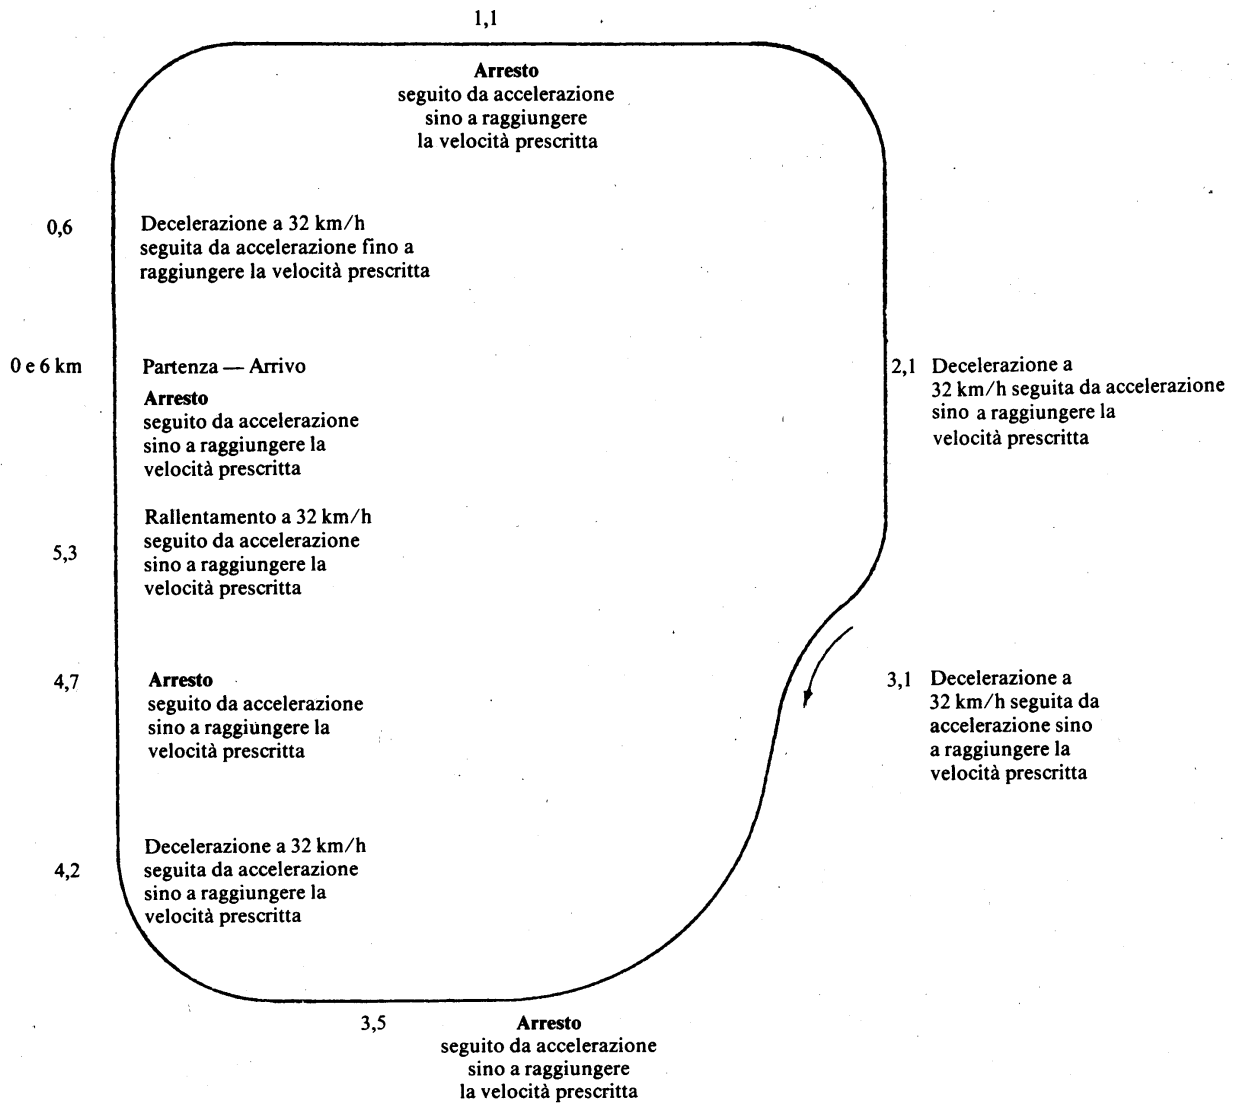 1,1
Arresto
seguito da accelerazione
sino a raggiungere
la velocità prescritta
0,6
Decelerazione a 32 km/h
seguita da accelerazione fino a
raggiungere la velocità prescritta
0 e 6 km
Partenza — Arrivo
Arresto
seguito da accelerazione
sino a raggiungere la
velocità prescritta
2,1 Decelerazione a
32 km/h seguita da accelerazione
sino a raggiungere la
velocità prescritta
5,3
Rallentamento a 32 km/h
seguito da accelerazione
sino a raggiungere la
velocità prescritta
4,7
Arresto
seguito da accelerazione
sino a raggiungere la
velocità prescritta
3,1 Decelerazione a
32 km/h seguita da
accelerazione sino
a raggiungere la
velocità prescritta
4,2
Decelerazione a 32 km/h
seguita da accelerazione
sino a raggiungere la
velocità prescritta
3,5
Arresto
seguito da accelerazione
sino a raggiungere
la velocità prescritta